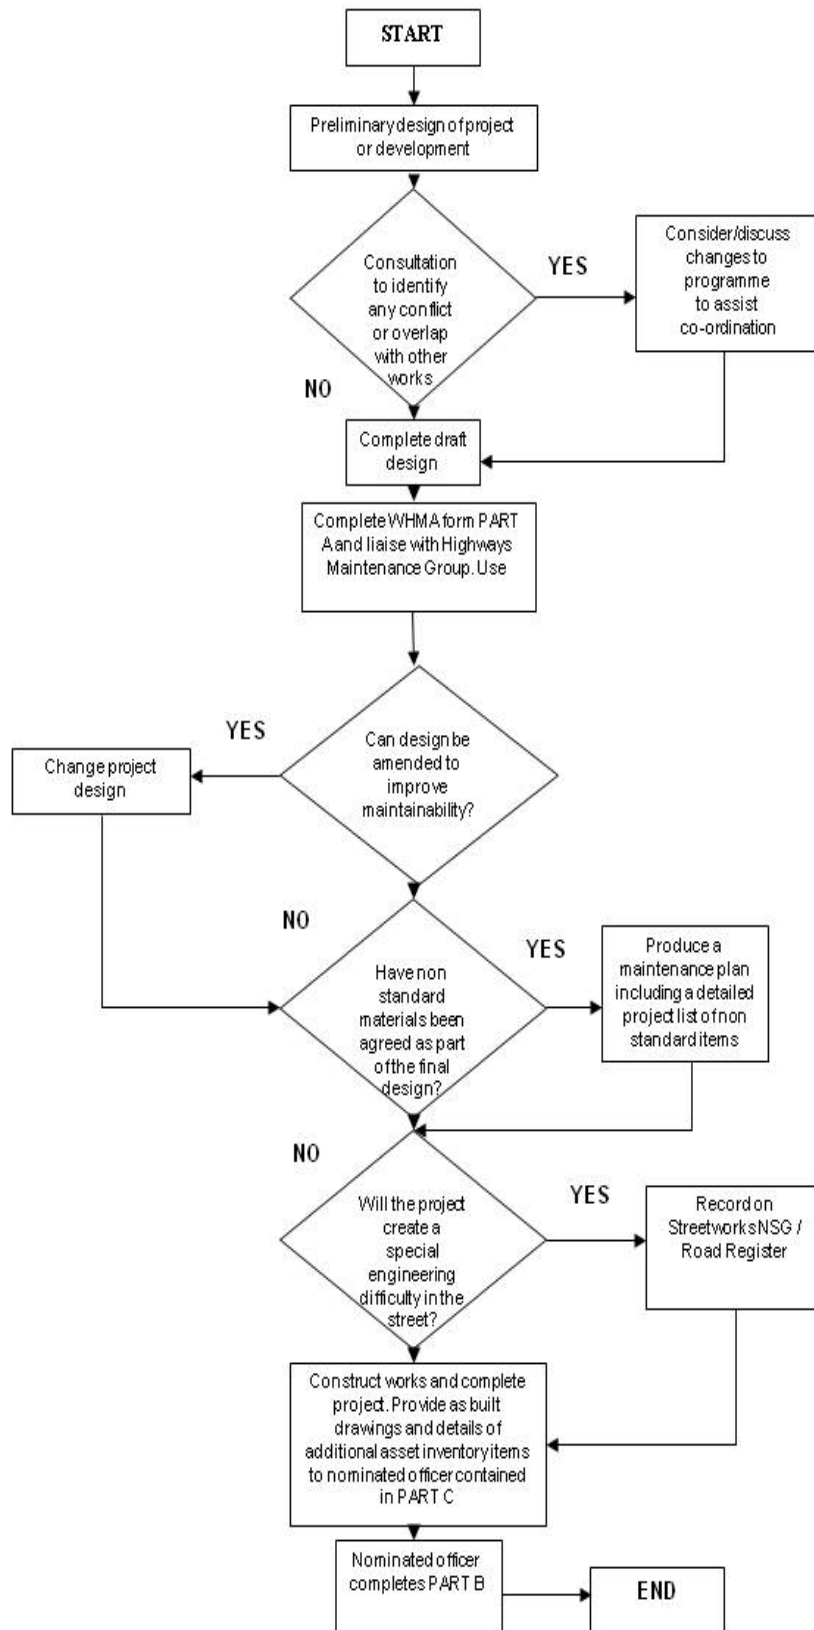 START
Preliminary design of project
or development
Consultation
to identify
any conflict
or overlap
with other
works
YES
Consider/discuss
changes to
programme
to assist
co-ordination
NO
Complete draft
design
Complete WHMA form PART
A and liaise with Highways
Maintenance Group. Use
Can design be
amended to
improve
maintainability?
YES
Change project
design
NO
Have non
standard
materials been
agreed as part
of the final
design?
YES
Produce a
maintenance plan
including a detailed
project list of non
standard items
NO
Will the project
create a
special
engineering
difficulty in the
street?
YES
Record on
Streetworks NSG /
Road Register
Construct works and complete
project. Provide as built
drawings and details of
additional asset inventory items
to nominated officer contained
in PART C
Nominated officer
completes PART B
END